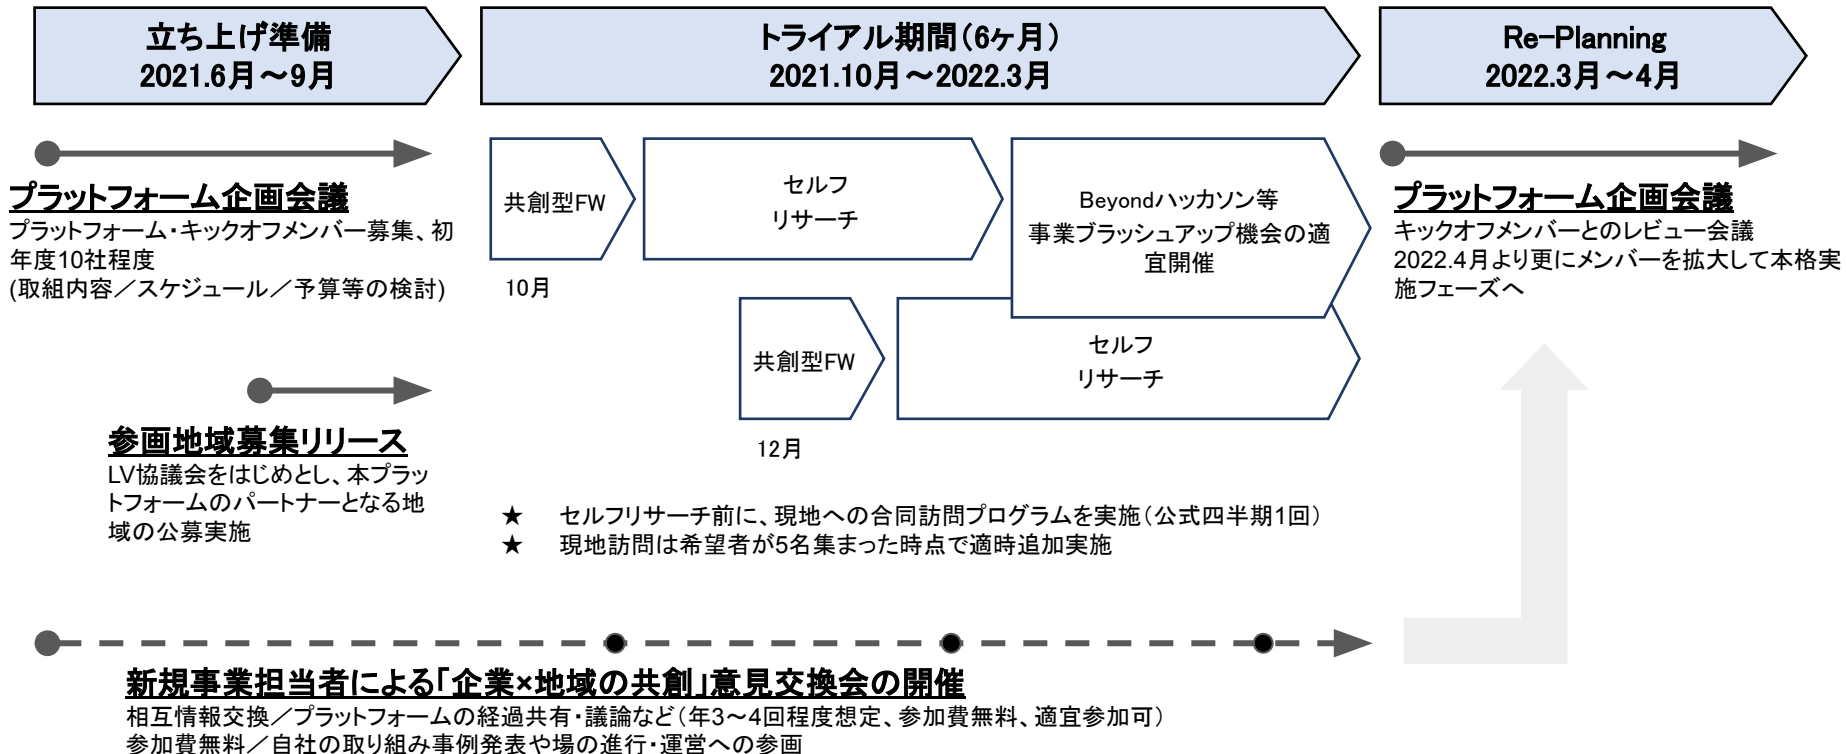 立ち上げ準備
2021.6月～9月
トライアル期間（6ヶ月）
2021.10月～2022.3月
Re-Planning
2022.3月～4月
プラットフォーム企画会議
プラットフォーム・キックオフメンバー募集、初
年度10社程度
(取組内容／スケジュール／予算等の検討)
共創型FW
10月
セルフ
リサーチ
Beyondハッカソン等
事業ブラッシュアップ機会の適
宜開催
共創型FW
12月
セルフ
リサーチ
プラットフォーム企画会議
キックオフメンバーとのレビュー会議
2022.4月より更にメンバーを拡大して本格実
施フェーズへ
参画地域募集リリース
LV協議会をはじめとし、本プラッ
トフォームのパートナーとなる地
域の公募実施
★ セルフリサーチ前に、現地への合同訪問プログラムを実施（公式四半期1回）
★ 現地訪問は希望者が5名集まった時点で適時追加実施
新規事業担当者による「企業×地域の共創」意見交換会の開催
相互情報交換／プラットフォームの経過共有・議論など（年3～4回程度想定、参加費無料、適宜参加可）
参加費無料／自社の取り組み事例発表や場の進行・運営への参画